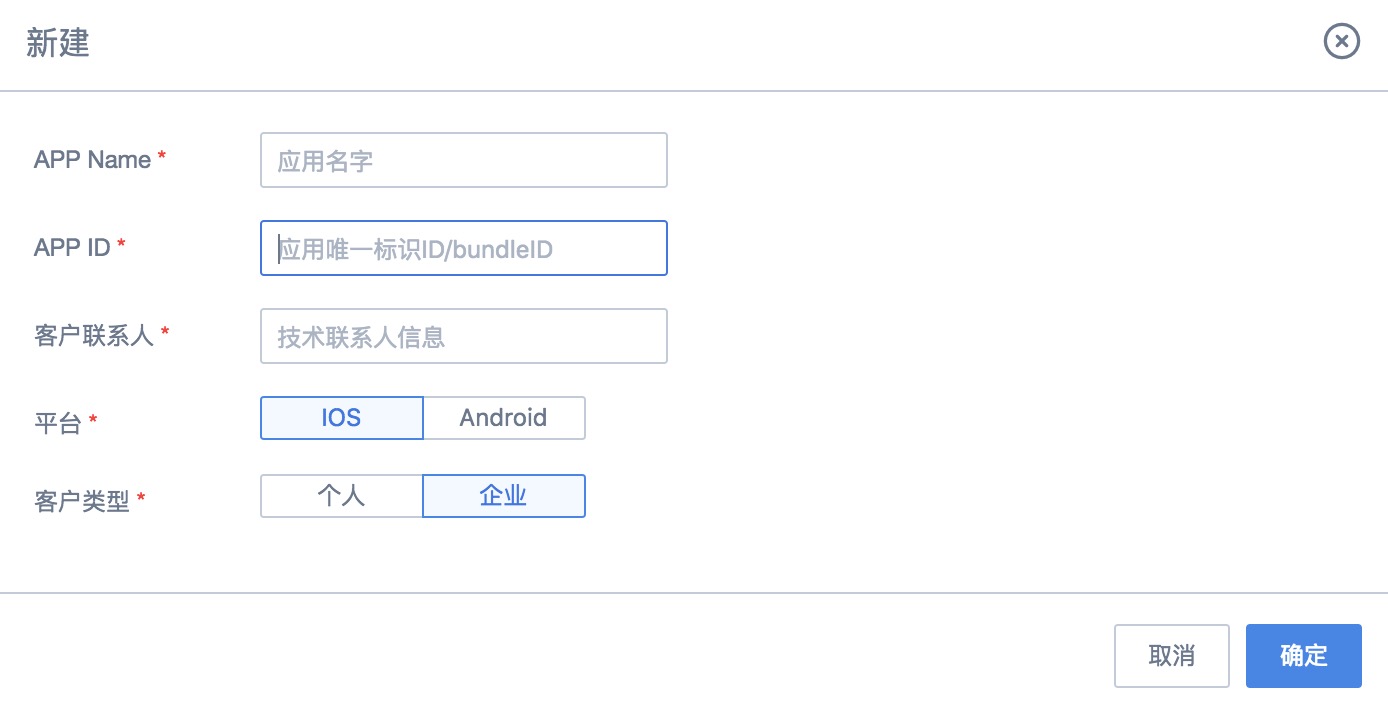 新建
APP Name *
应用名字
APP ID *
应用唯一标识ID/bundleID
客户联系人 *
技术联系人信息
平台 *
IOS
Android
客户类型 *
个人
企业
取消
确定